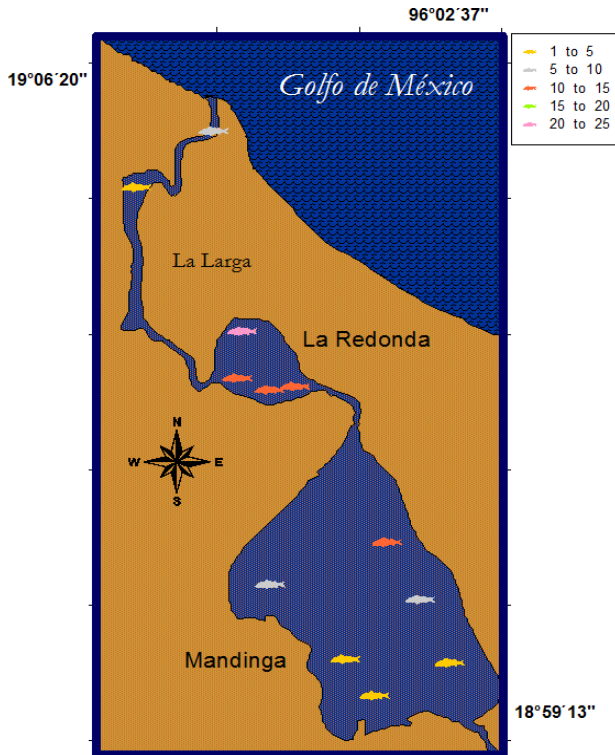 96°02´37"
19°06´20"
Golfo de México
1 to 5
5 to 10
10 to 15
15 to 20
20 to 25
La Larga
La Redonda
N
W E
S
Mandinga
18°59´13"